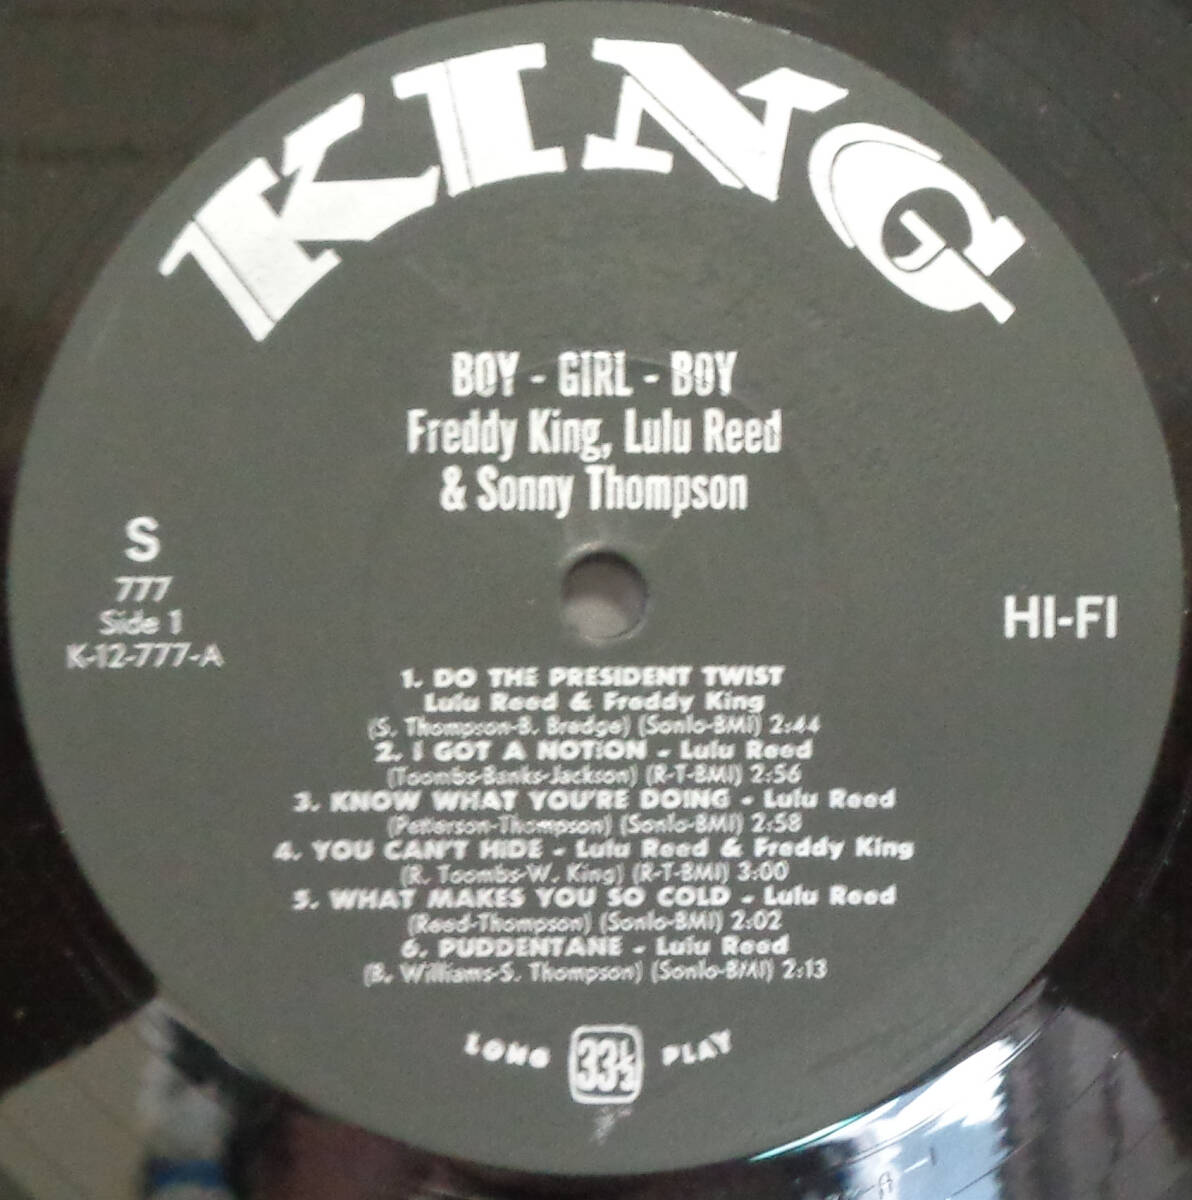 KING
BOY - GIRL - BOY
Freddy King, Lulu Reed
& Sonny Thompson
S
777
Side 1
K-12-777-A
HI-FI
1. DO THE PRESIDENT TWIST
Lulu Reed & Freddy King
(S. Thompson-B. Bredge) (Sonlo-BMI) 2:44
2. I GOT A NOTION - Lulu Reed
(Toombs-Banks-Jackson) (R-T-BMI) 2:56
3. KNOW WHAT YOU'RE DOING - Lulu Reed
(Patterson-Thompson) (Sonlo-BMI) 2:58
4. YOU CAN'T HIDE - Lulu Reed & Freddy King
(R. Toombs-W. King) (R-T-BMI) 3:00
5. WHAT MAKES YOU SO COLD - Lulu Reed
(Reed-Thompson) (Sonlo-BMI) 2:02
6. PUDDENTANE - Lulu Reed
(B. Williams-S. Thompson) (Sonlo-BMI) 2:13
LONG 33 1/3 PLAY